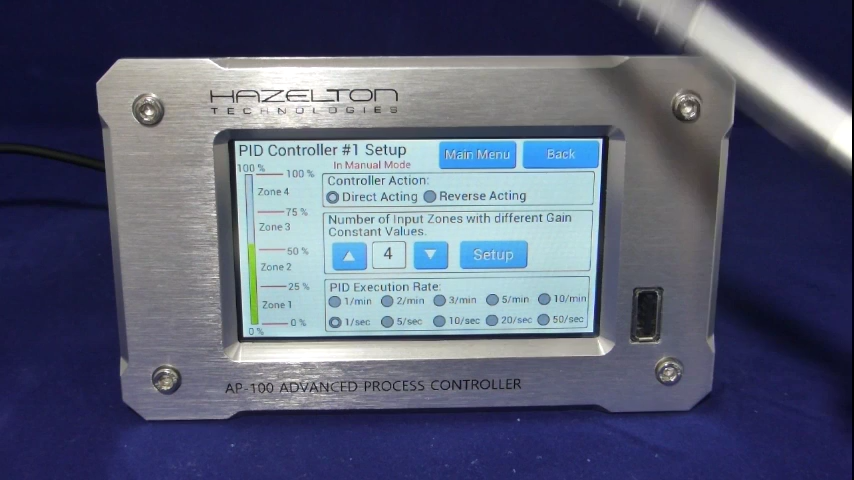 HAZELTON
TECHNOLOGIES
PID Controller #1 Setup
In Manual Mode
Main Menu
Back
100 %
100 %
Zone 4
75 %
Zone 3
50 %
Zone 2
25 %
Zone 1
0 %
0 %
Controller Action:
Direct Acting Reverse Acting
Number of Input Zones with different Gain
Constant Values.
4
Setup
PID Execution Rate:
1/min 2/min 3/min 5/min 10/min
1/sec 5/sec 10/sec 20/sec 50/sec
AP-100 ADVANCED PROCESS CONTROLLER